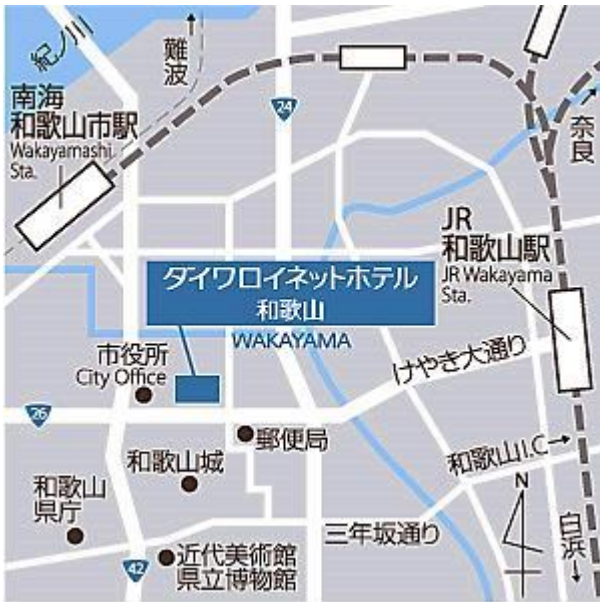 紀ノ川
難波
南海
和歌山市駅
Wakayamashi
Sta.
24
奈良
JR
和歌山駅
JR Wakayama
Sta.
ダイワロイネットホテル
和歌山
WAKAYAMA
市役所
City Office
けやき大通り
26
郵便局
和歌山城
和歌山I.C
和歌山
県庁
N
三年坂通り
白浜
近代美術館
県立博物館
42